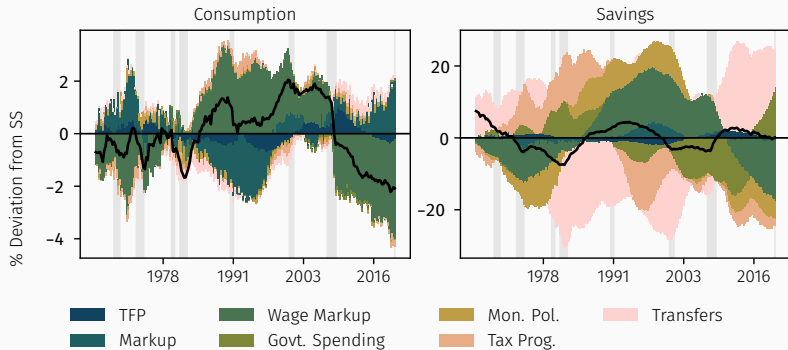 Consumption
Savings
% Deviation from SS
2
0
−2
−4
20
0
−20
1978
1991
2003
2016
1978
1991
2003
2016
TFP
Wage Markup
Mon. Pol.
Transfers
Markup
Govt. Spending
Tax Prog.